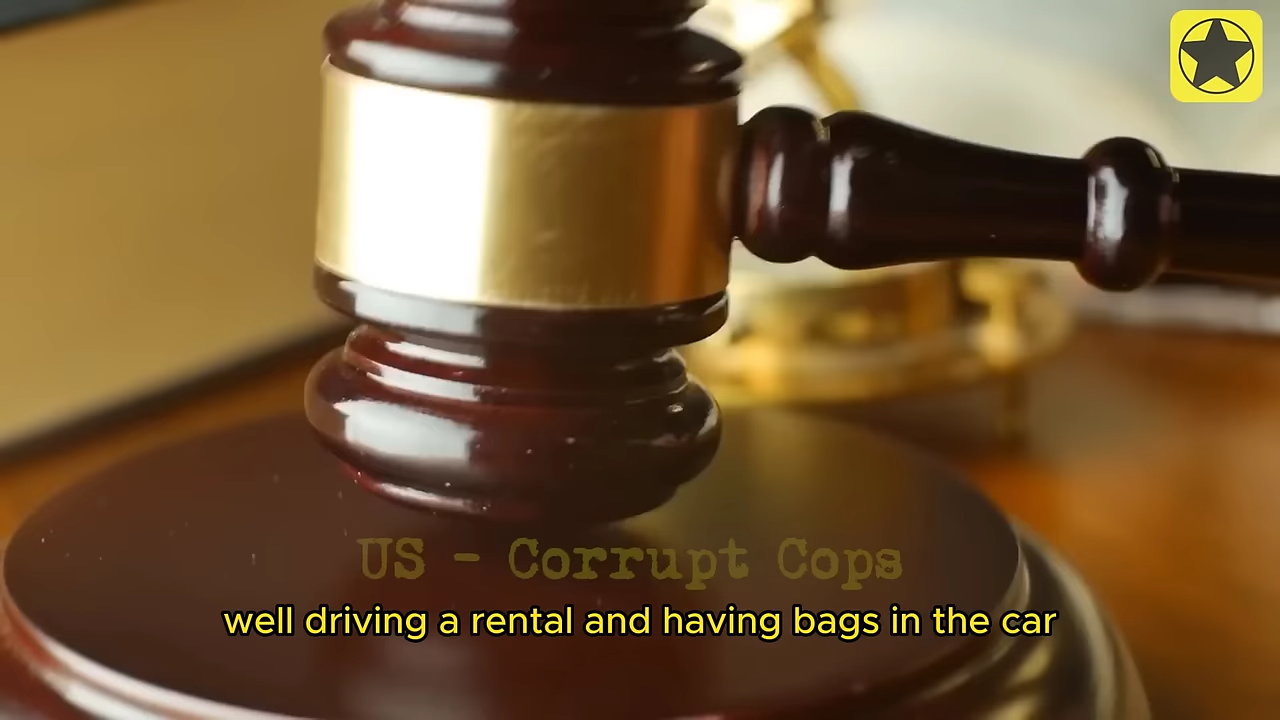 US - Corrupt Cops
well driving a rental and having bags in the car